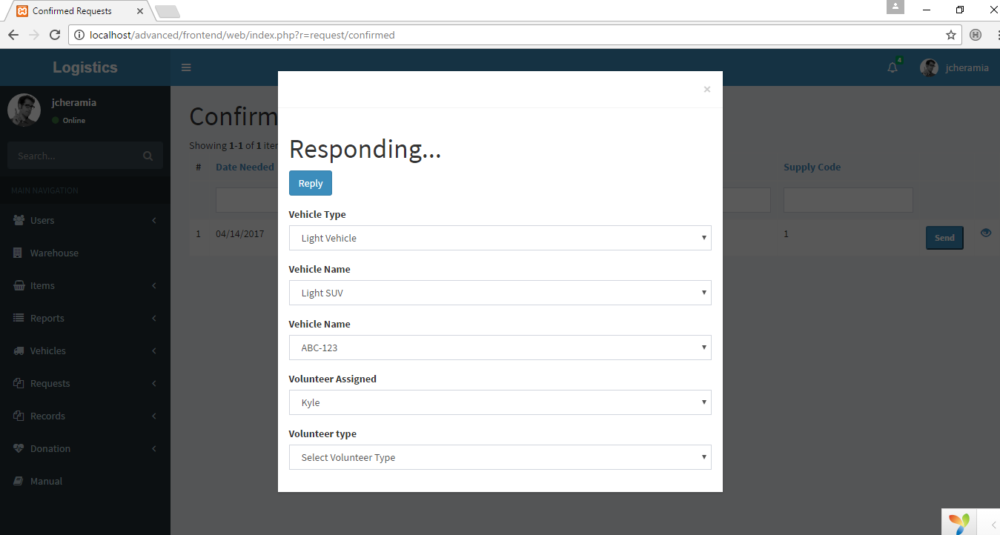 Confirmed Requests
localhost/advanced/frontend/web/index.php?r=request/confirmed
H
Logistics
4
jcheramia
jcheramia
Online
Search...
MAIN NAVIGATION
Users
Warehouse
Items
Reports
Vehicles
Requests
Records
Donation
Manual
Confirm
Showing 1-1 of 1 iter
# Date Needed Supply Code
1 04/14/2017 1 Send
×
Responding...
Reply
Vehicle Type
Light Vehicle
Vehicle Name
Light SUV
Vehicle Name
ABC-123
Volunteer Assigned
Kyle
Volunteer type
Select Volunteer Type